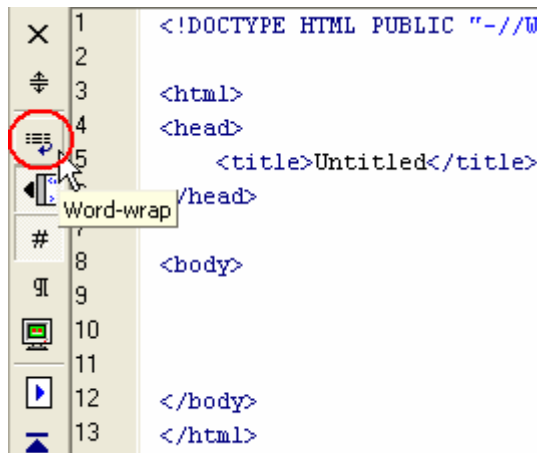 1 <!DOCTYPE HTML PUBLIC "-//W
2
3 <html>
4 <head>
5 <title>Untitled</title>
/head>
Word-wrap
#
7
8 <body>
¶
9
10
11
12 </body>
13 </html>